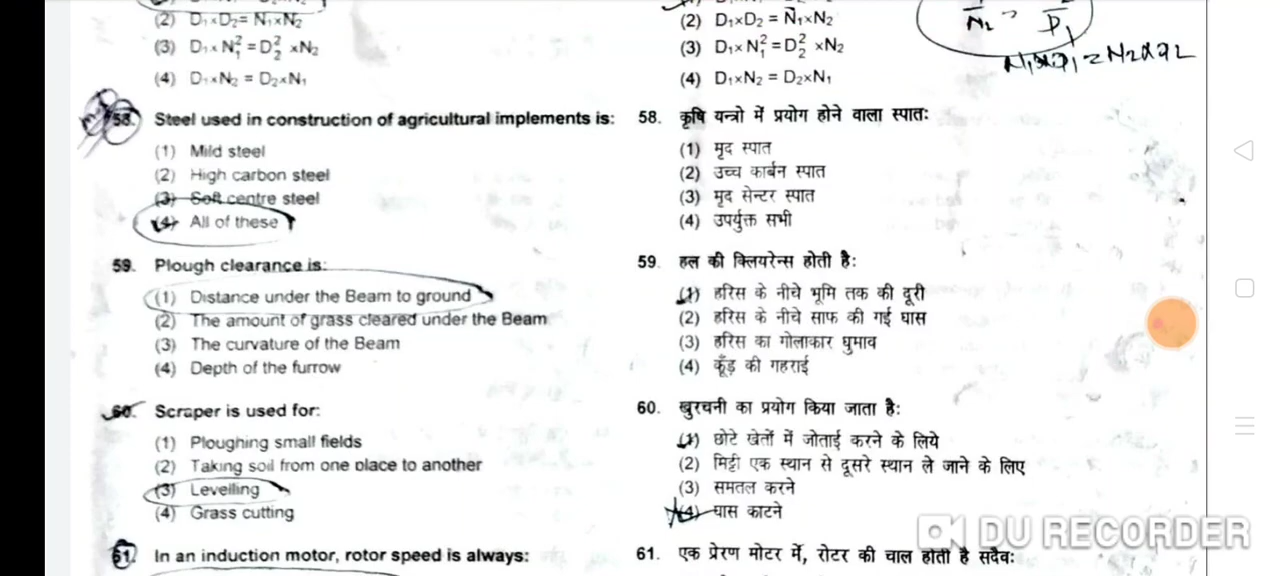 (2) D₁×D₂= N₁×N₂
(3) D₁×N₁²=D₂² ×N₂
(4) D₁×N₂ = D₂×N₁
58. Steel used in construction of agricultural implements is:
(1) Mild steel
(2) High carbon steel
(3) Soft centre steel
(4) All of these
59. Plough clearance is:
(1) Distance under the Beam to ground
(2) The amount of grass cleared under the Beam
(3) The curvature of the Beam
(4) Depth of the furrow
60. Scraper is used for:
(1) Ploughing small fields
(2) Taking soil from one place to another
(3) Levelling
(4) Grass cutting
61. In an induction motor, rotor speed is always:
(2) D₁×D₂ = N₁×N₂
(3) D₁×N₁²=D₂² ×N₂
(4) D₁×N₂ = D₂×N₁
58. कृषि यन्त्रो में प्रयोग होने वाला स्पातः
(1) मृद स्पात
(2) उच्च कार्बन स्पात
(3) मृद सेन्टर स्पात
(4) उपर्युक्त सभी
59. हल की क्लियरेन्स होती है:
(1) हरिस के नीचे भूमि तक की दूरी
(2) हरिस के नीचे साफ की गई घास
(3) हरिस का गोलाकार घुमाव
(4) कूँड़ की गहराई
60. खुरचनी का प्रयोग किया जाता है:
(1) छोटे खेतों में जोताई करने के लिये
(2) मिट्टी एक स्थान से दूसरे स्थान ले जाने के लिए
(3) समतल करने
(4) घास काटने
61. एक प्रेरण मोटर में, रोटर की चाल होती है सदैवः
DU RECORDER